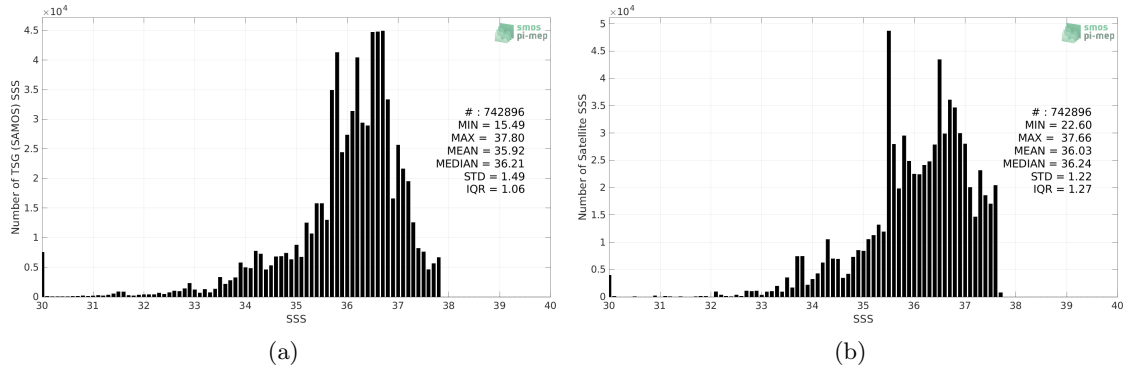 ×10⁴
4.5
4
3.5
3
2.5
2
1.5
1
0.5
0
Number of TSG (SAMOS) SSS
smos
pi-mep
# : 742896
MIN = 15.49
MAX = 37.80
MEAN = 35.92
MEDIAN = 36.21
STD = 1.49
IQR = 1.06
30 31 32 33 34 35 36 37 38 39 40
SSS
(a)
×10⁴
5
4.5
4
3.5
3
2.5
2
1.5
1
0.5
0
Number of Satellite SSS
smos
pi-mep
# : 742896
MIN = 22.60
MAX = 37.66
MEAN = 36.03
MEDIAN = 36.24
STD = 1.22
IQR = 1.27
30 31 32 33 34 35 36 37 38 39 40
SSS
(b)